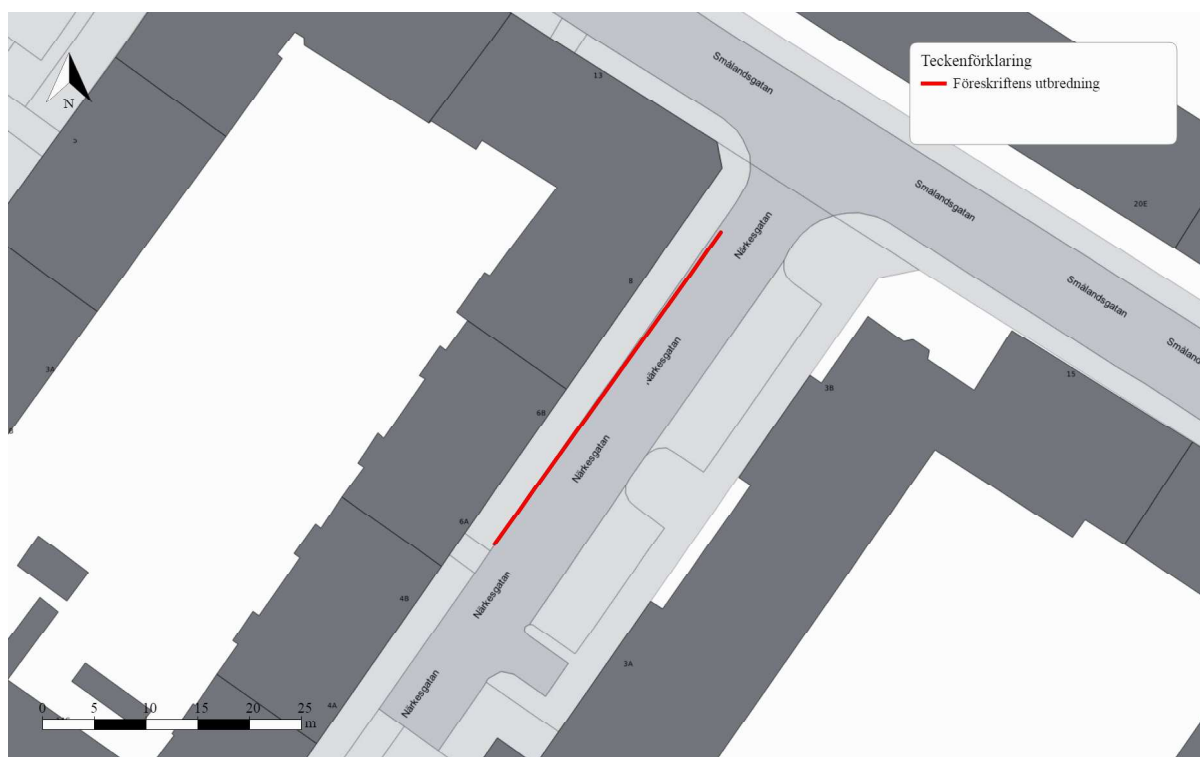 Teckenförklaring
Föreskriftens utbredning
N
Smålandsgatan
13
Smålandsgatan
20E
Närkesgatan
8
Smålandsgatan
Närkesgatan
3A
15
3B
6B
Närkesgatan
6A
Närkesgatan
4B
3A
Närkesgatan
4A
0 5 10 15 20 25
m